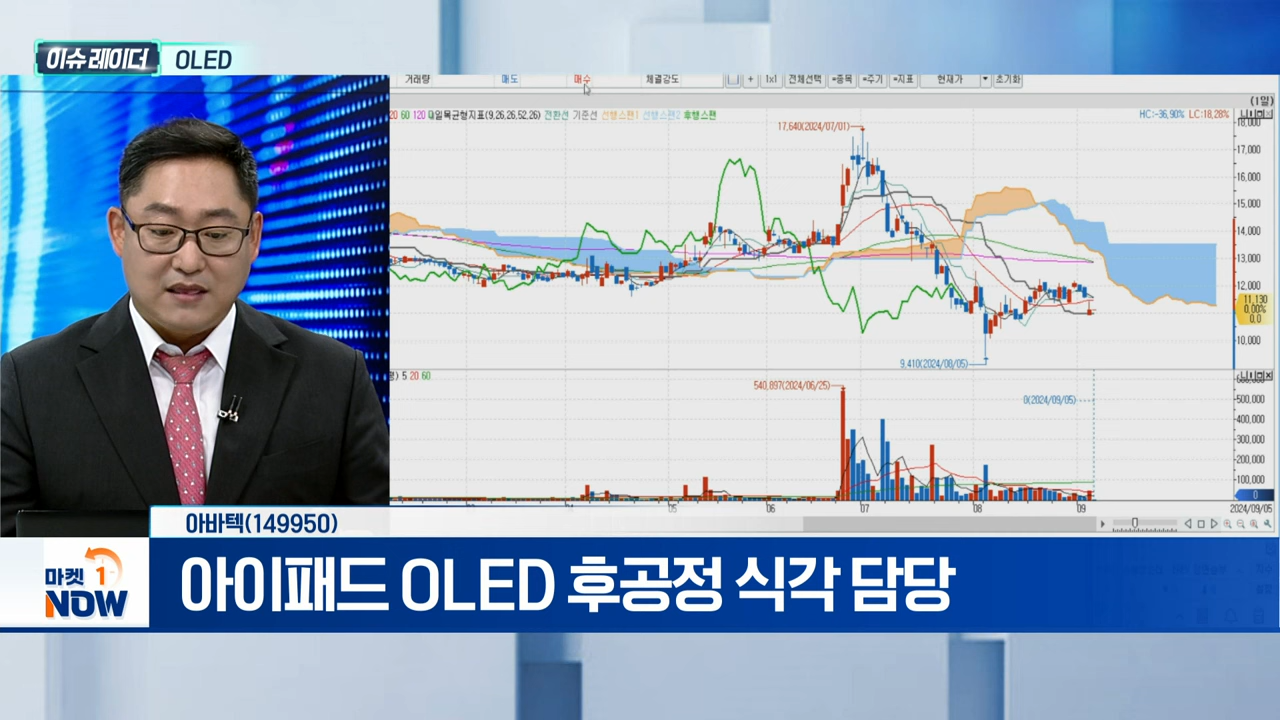 이슈 레이더 OLED
거래량 매도 매수 체결강도 + 1x1 전체선택 =종목 =주기 =지표 현재가 초기화
(1일)
20 60 120 일목균형지표(9,26,26,52,26) 전환선 기준선 선행스팬1 선행스팬2 후행스팬
HC:-36,90% LC:18,28%
17,640(2024/07/01)
18,000
17,000
16,000
15,000
14,000
13,000
12,000
11,130
0,00%
0,0
10,000
9,410(2024/08/05)
5 20 60
540,897(2024/06/25)
0(2024/09/05)
500,000
400,000
300,000
200,000
100,000
0
05 06 07 08 09 2024/09/05
아바텍(149950)
마켓 1
NOW
아이패드 OLED 후공정 식각 담당